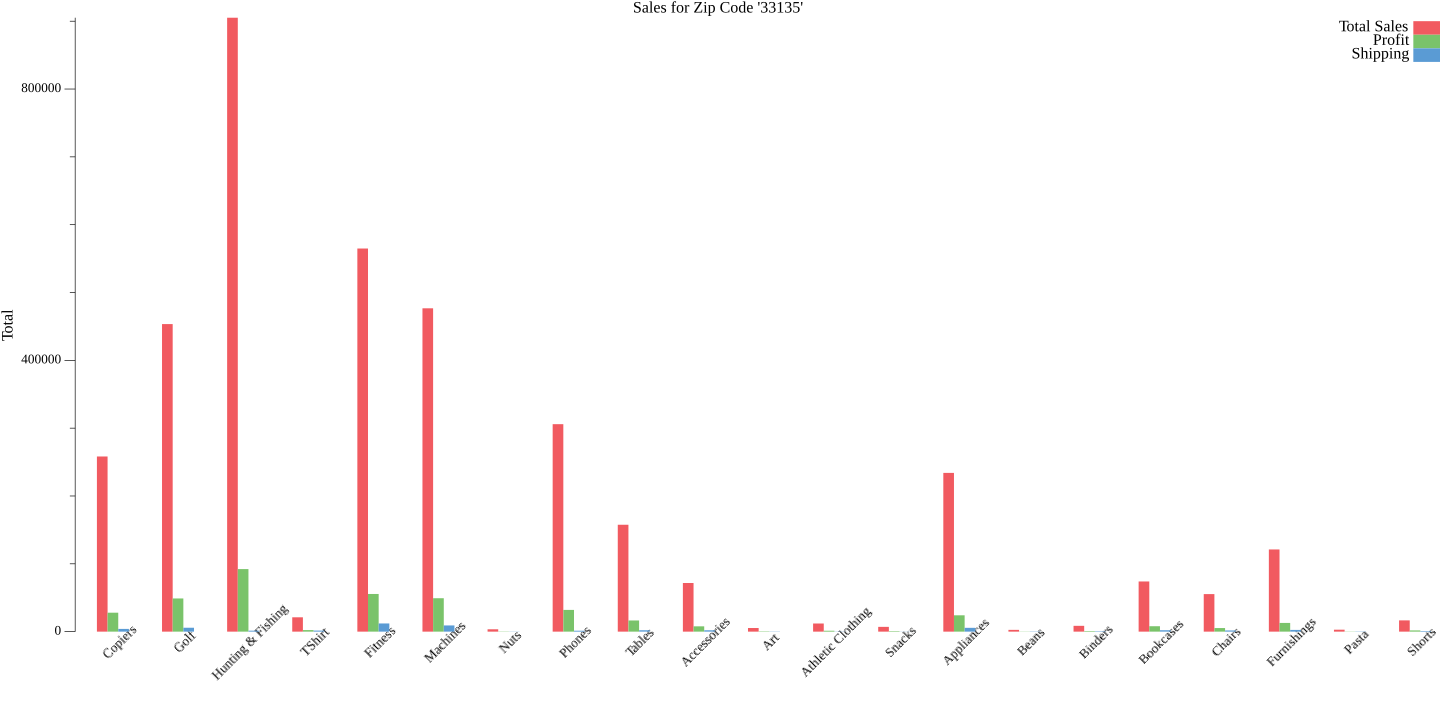 Sales for Zip Code '33135'
Total Sales
Profit
Shipping
800000
400000
0
Total
Copiers
Golf
Hunting & Fishing
TShirt
Fitness
Machines
Nuts
Phones
Tables
Accessories
Art
Athletic Clothing
Snacks
Appliances
Beans
Binders
Bookcases
Chairs
Furnishings
Pasta
Shorts